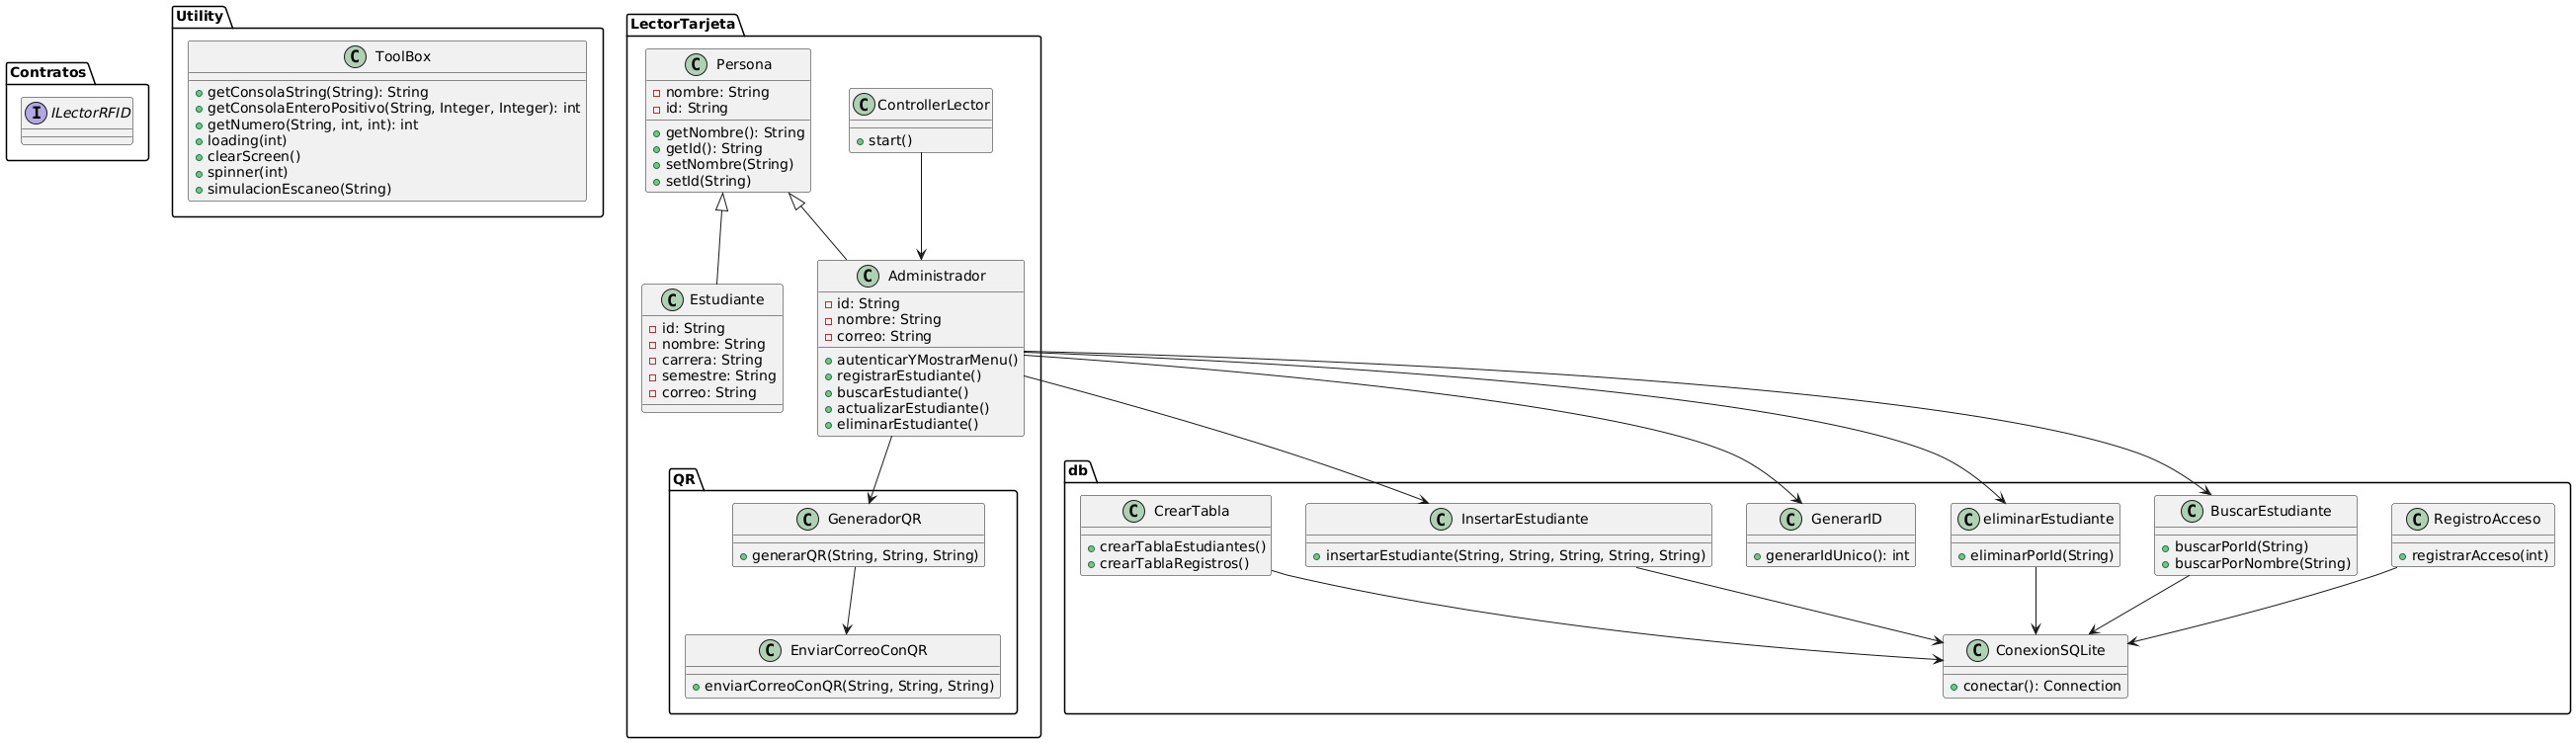 Contratos
ILectorRFID
Utility
ToolBox
getConsolaString(String): String
getConsolaEnteroPositivo(String, Integer, Integer): int
getNumero(String, int, int): int
loading(int)
clearScreen()
spinner(int)
simulacionEscaneo(String)
LectorTarjeta
Persona
nombre: String
id: String
getNombre(): String
getId(): String
setNombre(String)
setId(String)
ControllerLector
start()
Estudiante
id: String
nombre: String
carrera: String
semestre: String
correo: String
Administrador
id: String
nombre: String
correo: String
autenticarYMostrarMenu()
registrarEstudiante()
buscarEstudiante()
actualizarEstudiante()
eliminarEstudiante()
QR
GeneradorQR
generarQR(String, String, String)
EnviarCorreoConQR
enviarCorreoConQR(String, String, String)
db
CrearTabla
crearTablaEstudiantes()
crearTablaRegistros()
InsertarEstudiante
insertarEstudiante(String, String, String, String, String)
GenerarID
generarIdUnico(): int
eliminarEstudiante
eliminarPorId(String)
BuscarEstudiante
buscarPorId(String)
buscarPorNombre(String)
RegistroAcceso
registrarAcceso(int)
ConexionSQLite
conectar(): Connection